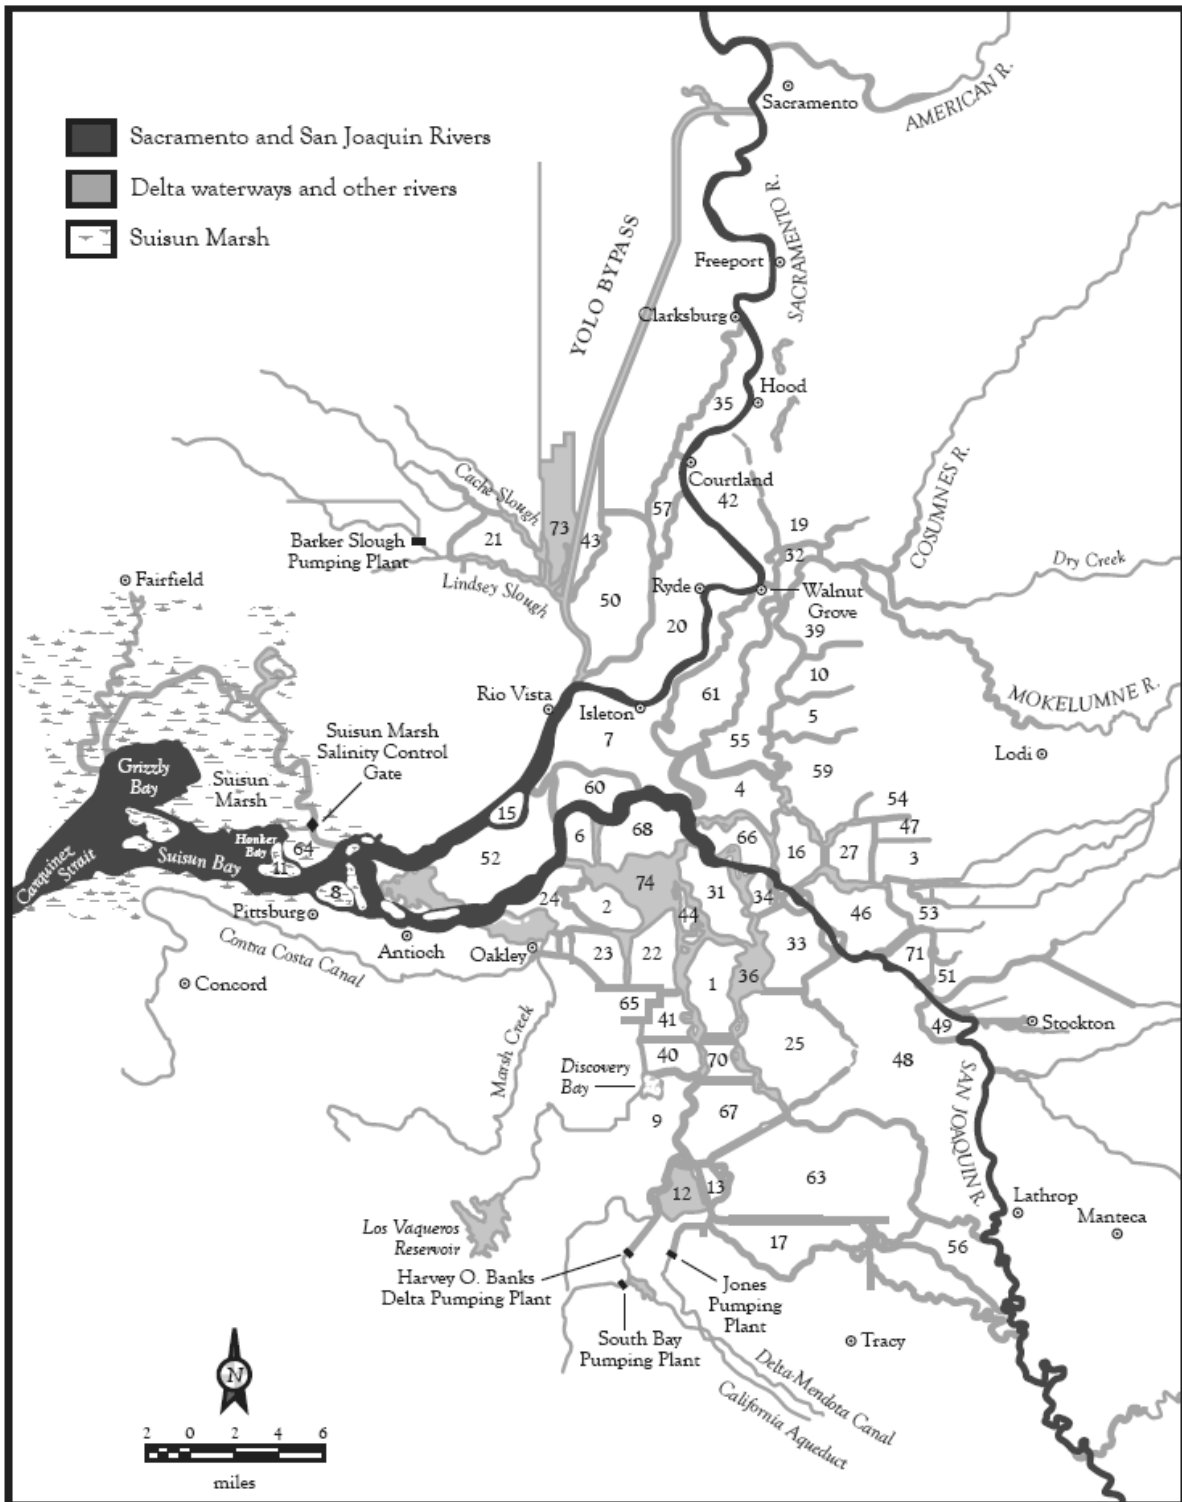 Sacramento
AMERICAN R.
Sacramento and San Joaquin Rivers
Delta waterways and other rivers
Suisun Marsh
SACRAMENTO R.
YOLO BYPASS
Freeport
Clarksburg
Hood
35
Courtland
42
COSUMNES R.
Cache Slough
57
73
43
19
21
Barker Slough
Pumping Plant
32
Dry Creek
Fairfield
Lindsey Slough
Ryde
Walnut
Grove
50
20
39
10
MOKELUMNE R.
Rio Vista
61
Isleton
5
7
Suisun Marsh
Salinity Control
Gate
55
Lodi
Grizzly
Bay
59
Suisun
Marsh
60
4
54
15
47
6
68
66
Honker
Bay
64
16
27
3
Suisun Bay
52
Carquinez
Strait
11
8
74
31
34
24
2
44
46
53
Pittsburg
33
Antioch
Oakley
23
22
71
Contra Costa Canal
51
Concord
1
36
65
41
49
Stockton
25
40
70
48
Discovery
Bay
Marsh Creek
9
67
SAN JOAQUIN R.
63
12
13
Lathrop
Manteca
Los Vaqueros
Reservoir
17
56
Harvey O. Banks
Delta Pumping Plant
Jones
Pumping
Plant
South Bay
Pumping Plant
Tracy
Delta-Mendota Canal
California Aqueduct
N
2 0 2 4 6
miles